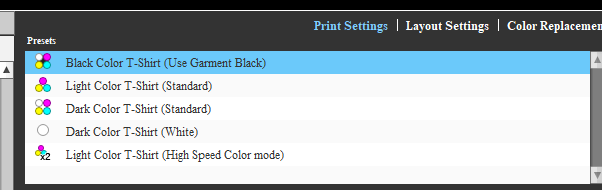 Print Settings | Layout Settings | Color Replacemen
Presets
Black Color T-Shirt (Use Garment Black)
Light Color T-Shirt (Standard)
Dark Color T-Shirt (Standard)
Dark Color T-Shirt (White)
x2 Light Color T-Shirt (High Speed Color mode)